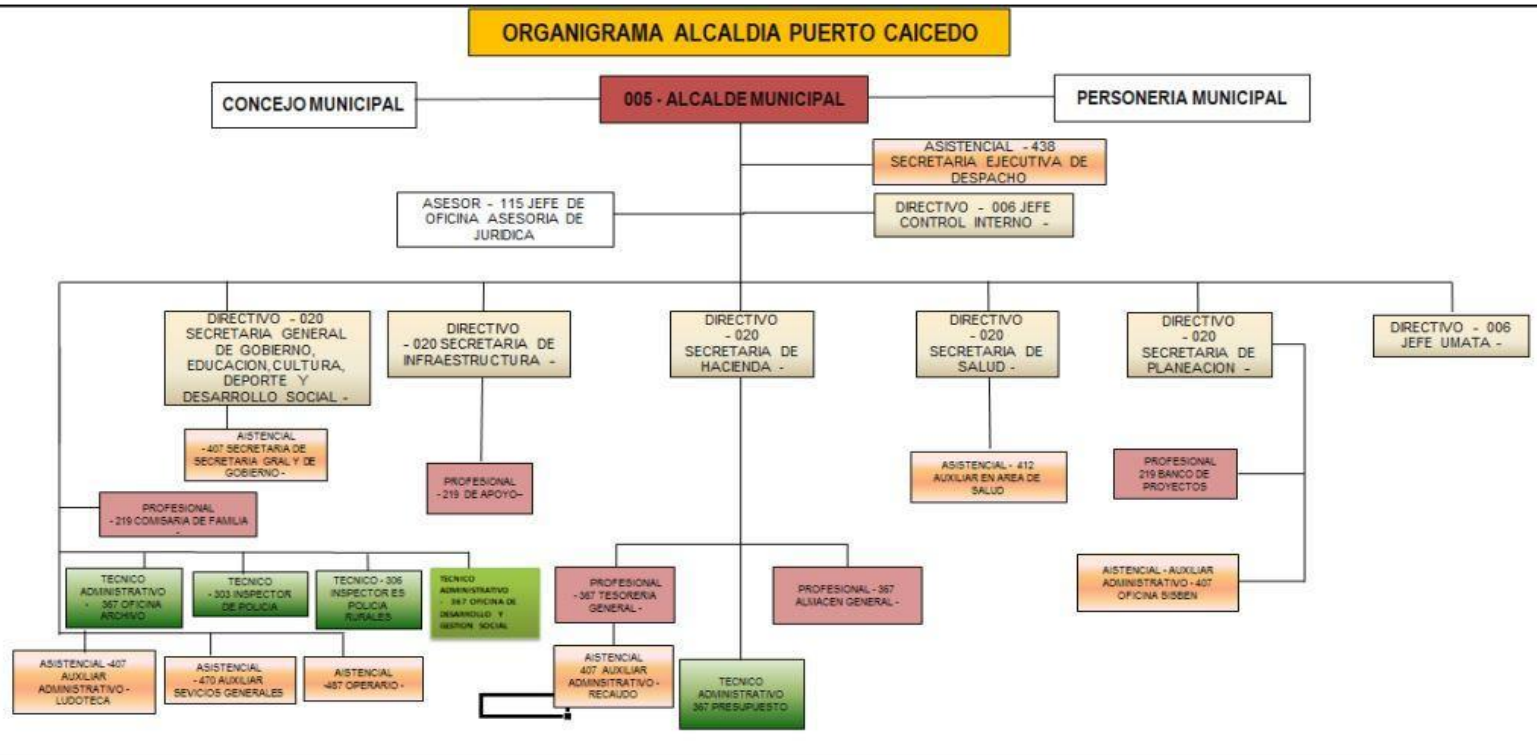 ORGANIGRAMA ALCALDIA PUERTO CAICEDO
CONCEJO MUNICIPAL
005 - ALCALDE MUNICIPAL
PERSONERIA MUNICIPAL
ASISTENCIAL - 438
SECRETARIA EJECUTIVA DE
DESPACHO
ASESOR - 115 JEFE DE
OFICINA ASESORIA DE
JURIDICA
DIRECTIVO - 006 JEFE
CONTROL INTERNO -
DIRECTIVO - 020
SECRETARIA GENERAL
DE GOBIERNO,
EDUCACION, CULTURA,
DEPORTE Y
DESARROLLO SOCIAL -
DIRECTIVO
- 020 SECRETARIA DE
INFRAESTRUCTURA -
DIRECTIVO
- 020
SECRETARIA DE
HACIENDA -
DIRECTIVO
- 020
SECRETARIA DE
SALUD -
DIRECTIVO
- 020
SECRETARIA DE
PLANEACION -
DIRECTIVO - 006
JEFE UMATA -
AISTENCIAL
- 407 SECRETARIA DE
SECRETARIA GRAL Y DE
GOBIERNO -
PROFESIONAL
- 219 DE APOYO–
ASISTENCIAL - 412
AUXILIAR EN AREA DE
SALUD
PROFESIONAL
219 BANCO DE
PROYECTOS
PROFESIONAL
- 219 COMISARIA DE FAMILIA
-
TECNICO
ADMINISTRATIVO
- 367 OFICINA
ARCHIVO
TECNICO
- 303 INSPECTOR
DE POLICIA
TECNICO - 306
INSPECTOR ES
POLICIA
RURALES
TECNICO
ADMINISTRATIVO
- 367 OFICINA DE
DESARROLLO Y
GESTION SOCIAL
PROFESIONAL
- 367 TESORERIA
GENERAL -
PROFESIONAL - 367
ALMACEN GENERAL -
AISTENCIAL - AUXILIAR
ADMINISTRATIVO - 407
OFICINA SISBEN
ASISTENCIAL -407
AUXILIAR
ADMINISTRATIVO -
LUDOTECA
ASISTENCIAL
- 470 AUXILIAR
SEVICIOS GENERALES
AISTENCIAL
-487 OPERARIO -
AISTENCIAL
407 AUXILIAR
ADMINSITRATIVO -
RECAUDO
TECNICO
ADMINISTRATIVO
367 PRESUPUESTO